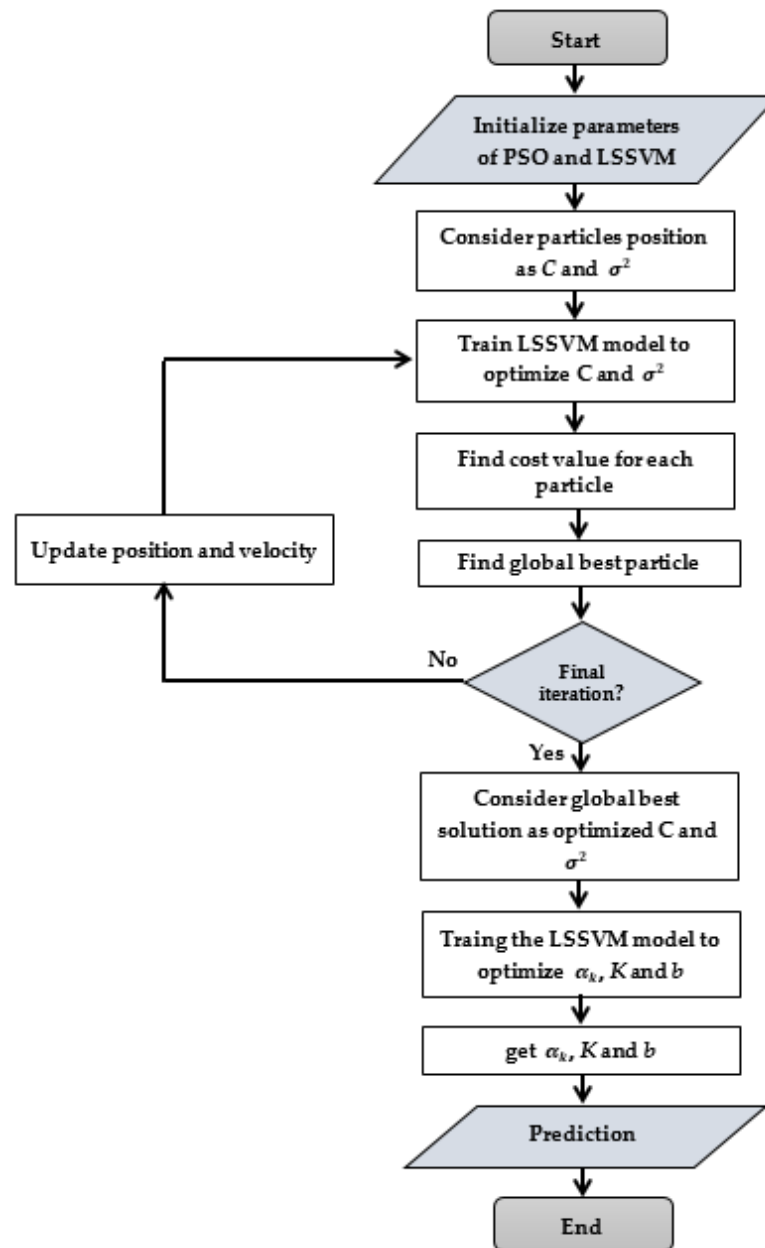 Start
Initialize parameters
of PSO and LSSVM
Consider particles position
as C and σ²
Train LSSVM model to
optimize C and σ²
Find cost value for each
particle
Update position and velocity
Find global best particle
No
Final
iteration?
Yes
Consider global best
solution as optimized C and
σ²
Traing the LSSVM model to
optimize αₖ, K and b
get αₖ, K and b
Prediction
End